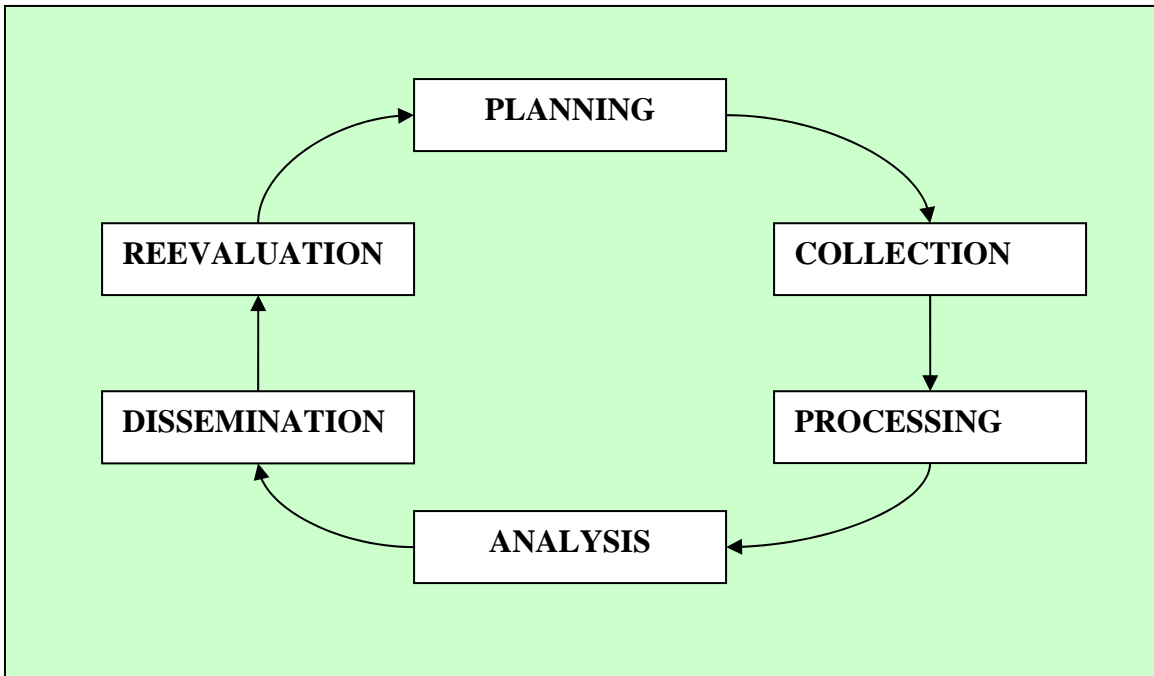 PLANNING
REEVALUATION
COLLECTION
DISSEMINATION
PROCESSING
ANALYSIS